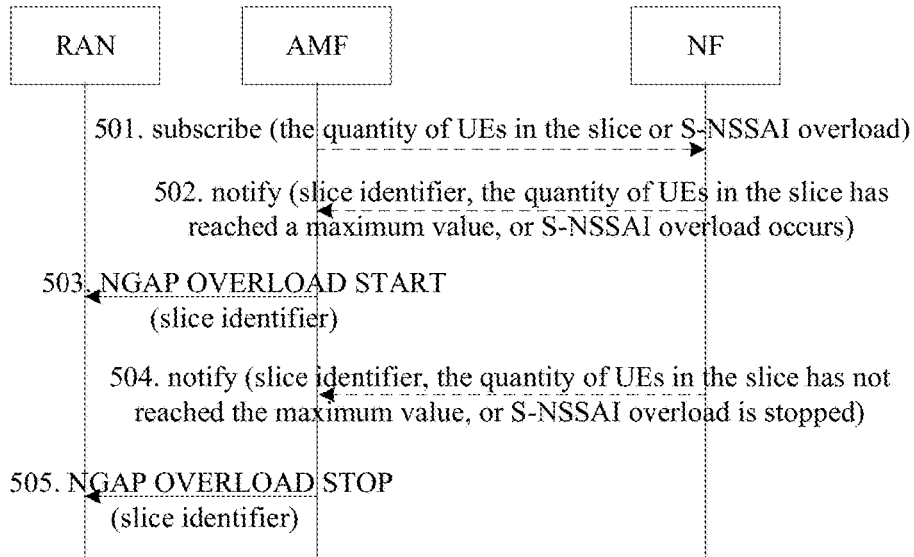 RAN
AMF
NF
501. subscribe (the quantity of UEs in the slice or S-NSSAI overload)
502. notify (slice identifier, the quantity of UEs in the slice has
reached a maximum value, or S-NSSAI overload occurs)
503. NGAP OVERLOAD START
(slice identifier)
504. notify (slice identifier, the quantity of UEs in the slice has not
reached the maximum value, or S-NSSAI overload is stopped)
505. NGAP OVERLOAD STOP
(slice identifier)